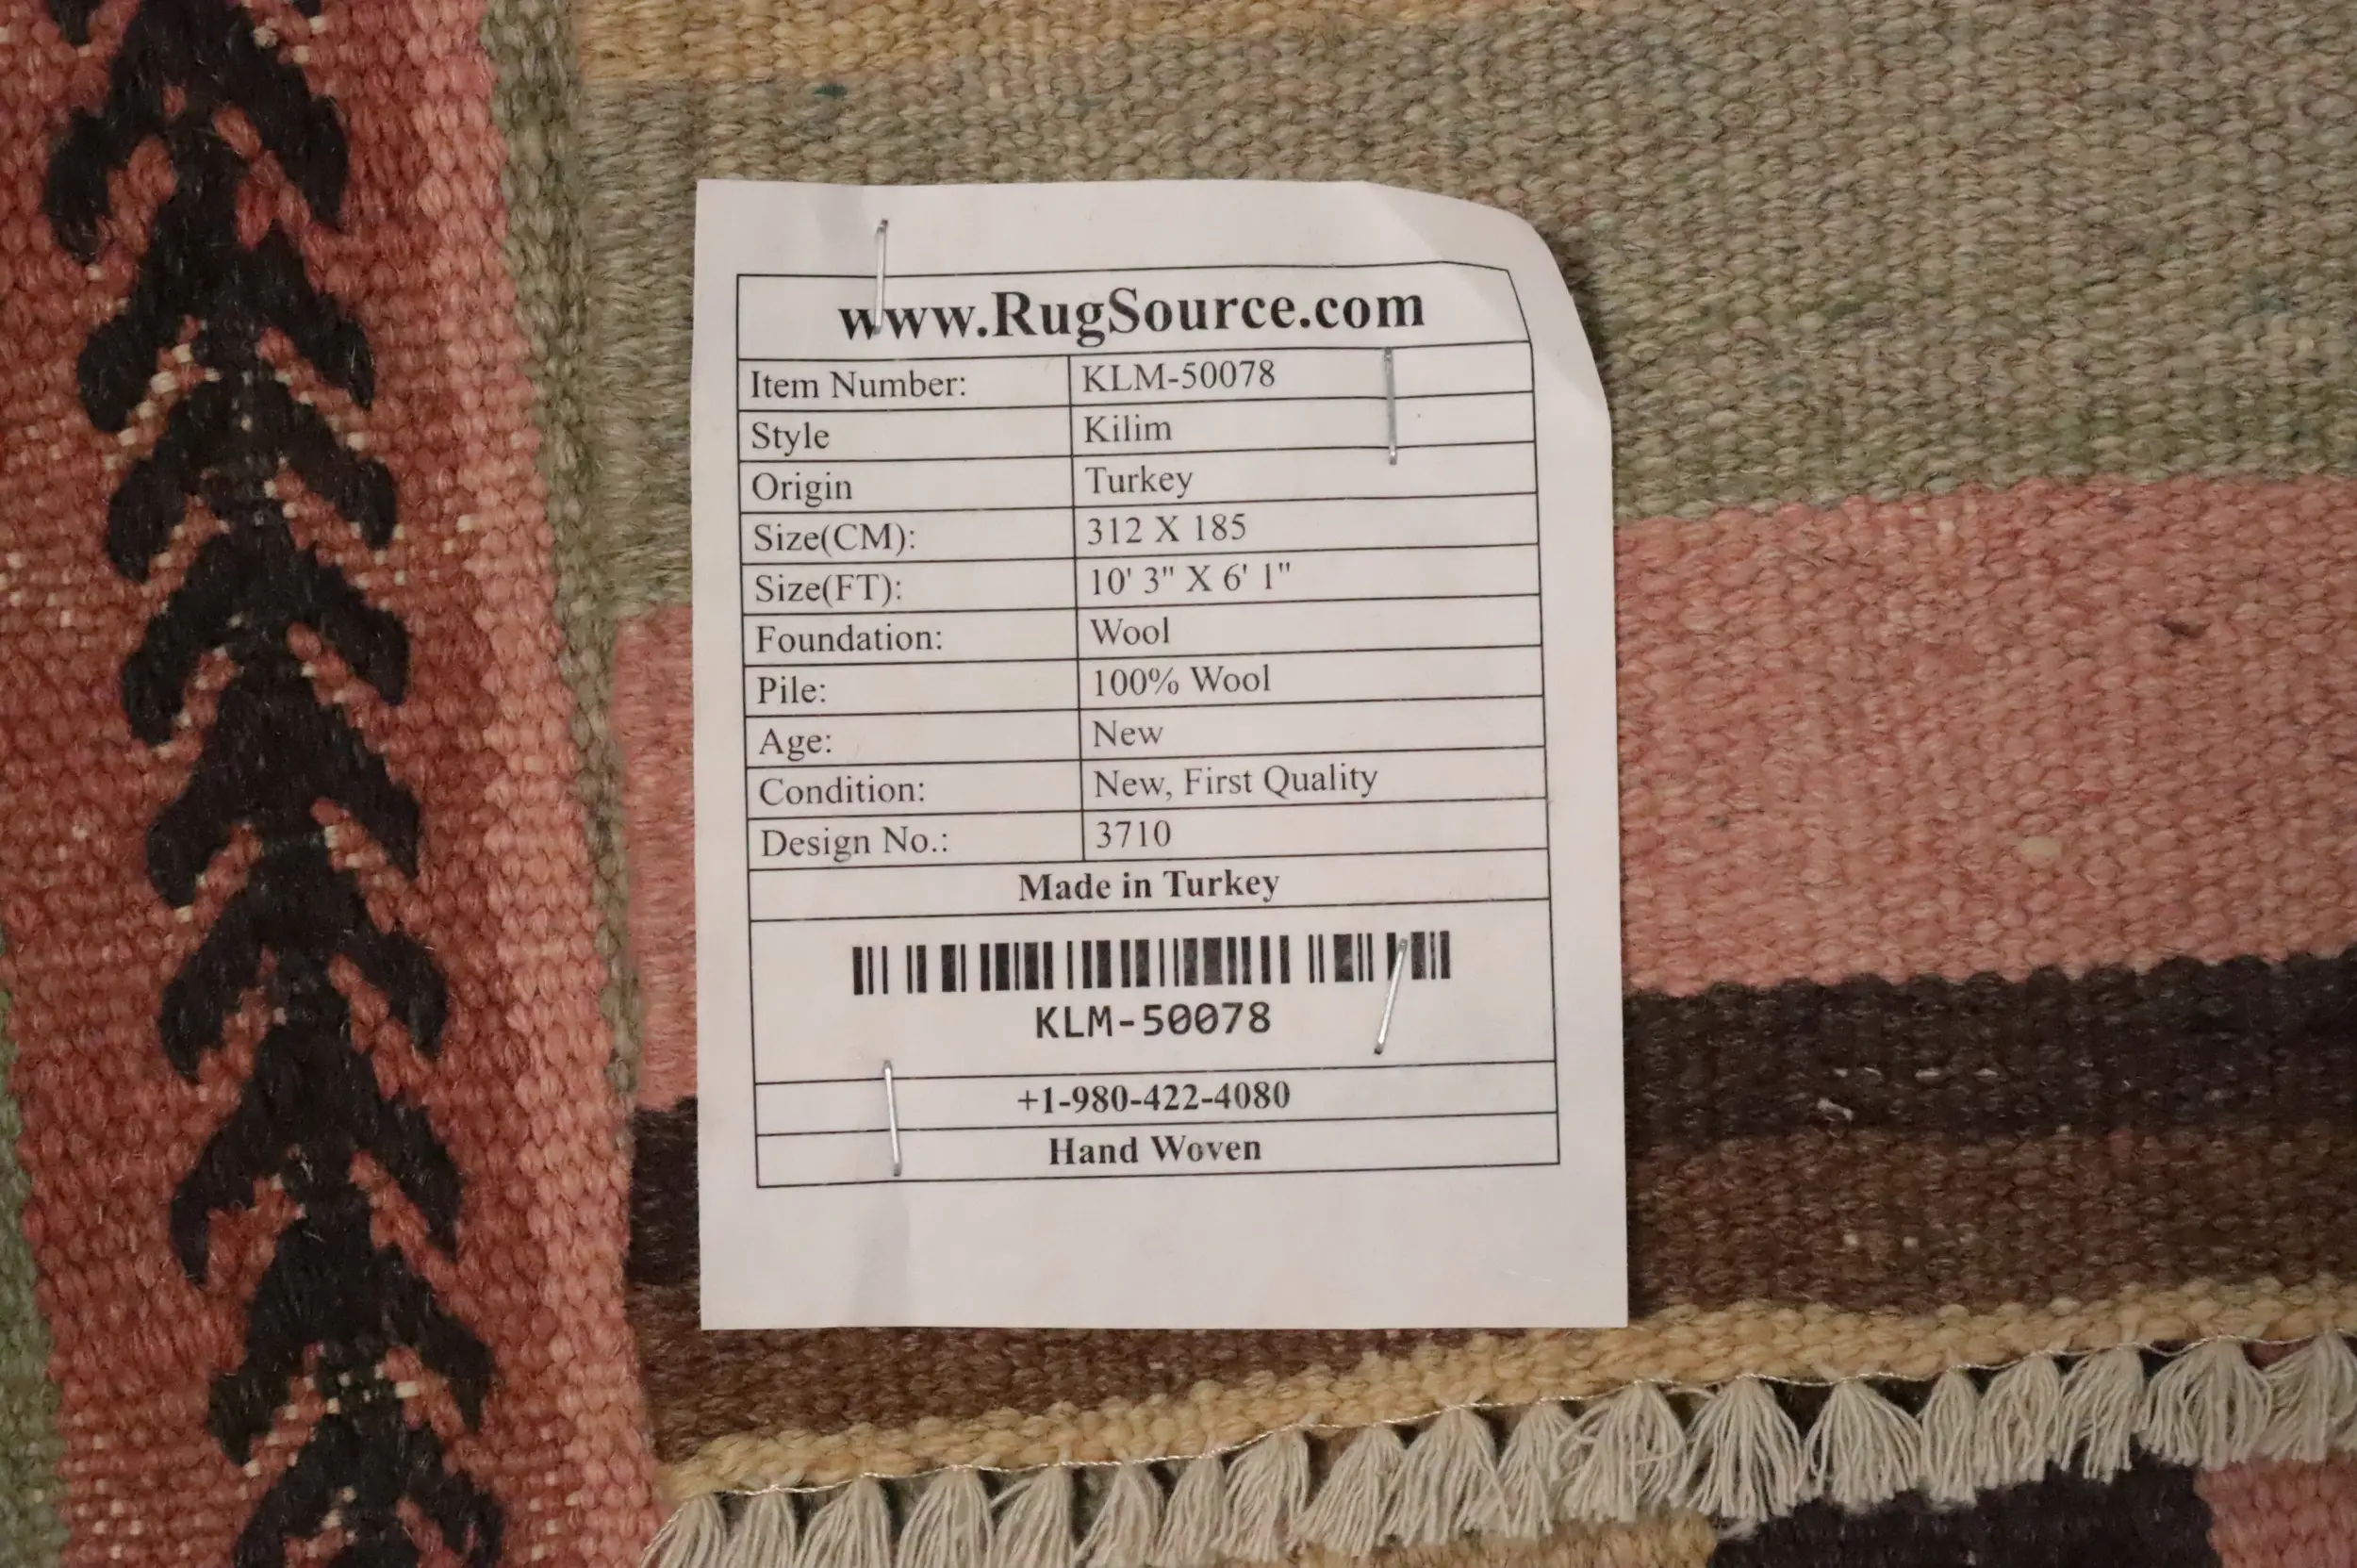 www.RugSource.com
Item Number: KLM-50078
Style Kilim
Origin Turkey
Size(CM): 312 X 185
Size(FT): 10' 3" X 6' 1"
Foundation: Wool
Pile: 100% Wool
Age: New
Condition: New, First Quality
Design No.: 3710
Made in Turkey
KLM-50078
+1-980-422-4080
Hand Woven